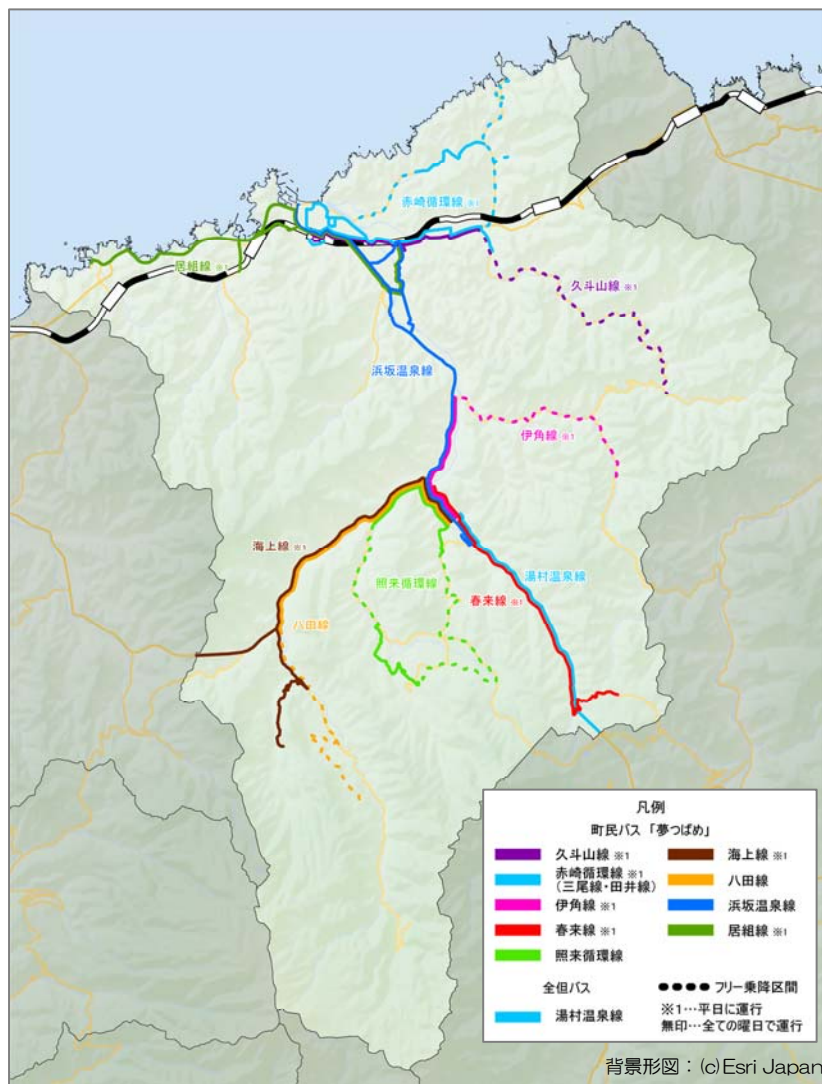 赤崎循環線 ※1
居組線 ※1
久斗山線 ※1
浜坂温泉線
伊角線 ※1
海上線 ※1
照来循環線
湯村温泉線
春来線 ※1
八田線
凡例
町民バス 「夢つばめ」
久斗山線 ※1
赤崎循環線 ※1
(三尾線・田井線)
伊角線 ※1
春来線 ※1
照来循環線
海上線 ※1
八田線
浜坂温泉線
居組線 ※1
全但バス
湯村温泉線
フリー乗降区間
※1…平日に運行
無印…全ての曜日で運行
背景形図：(c)Esri Japan